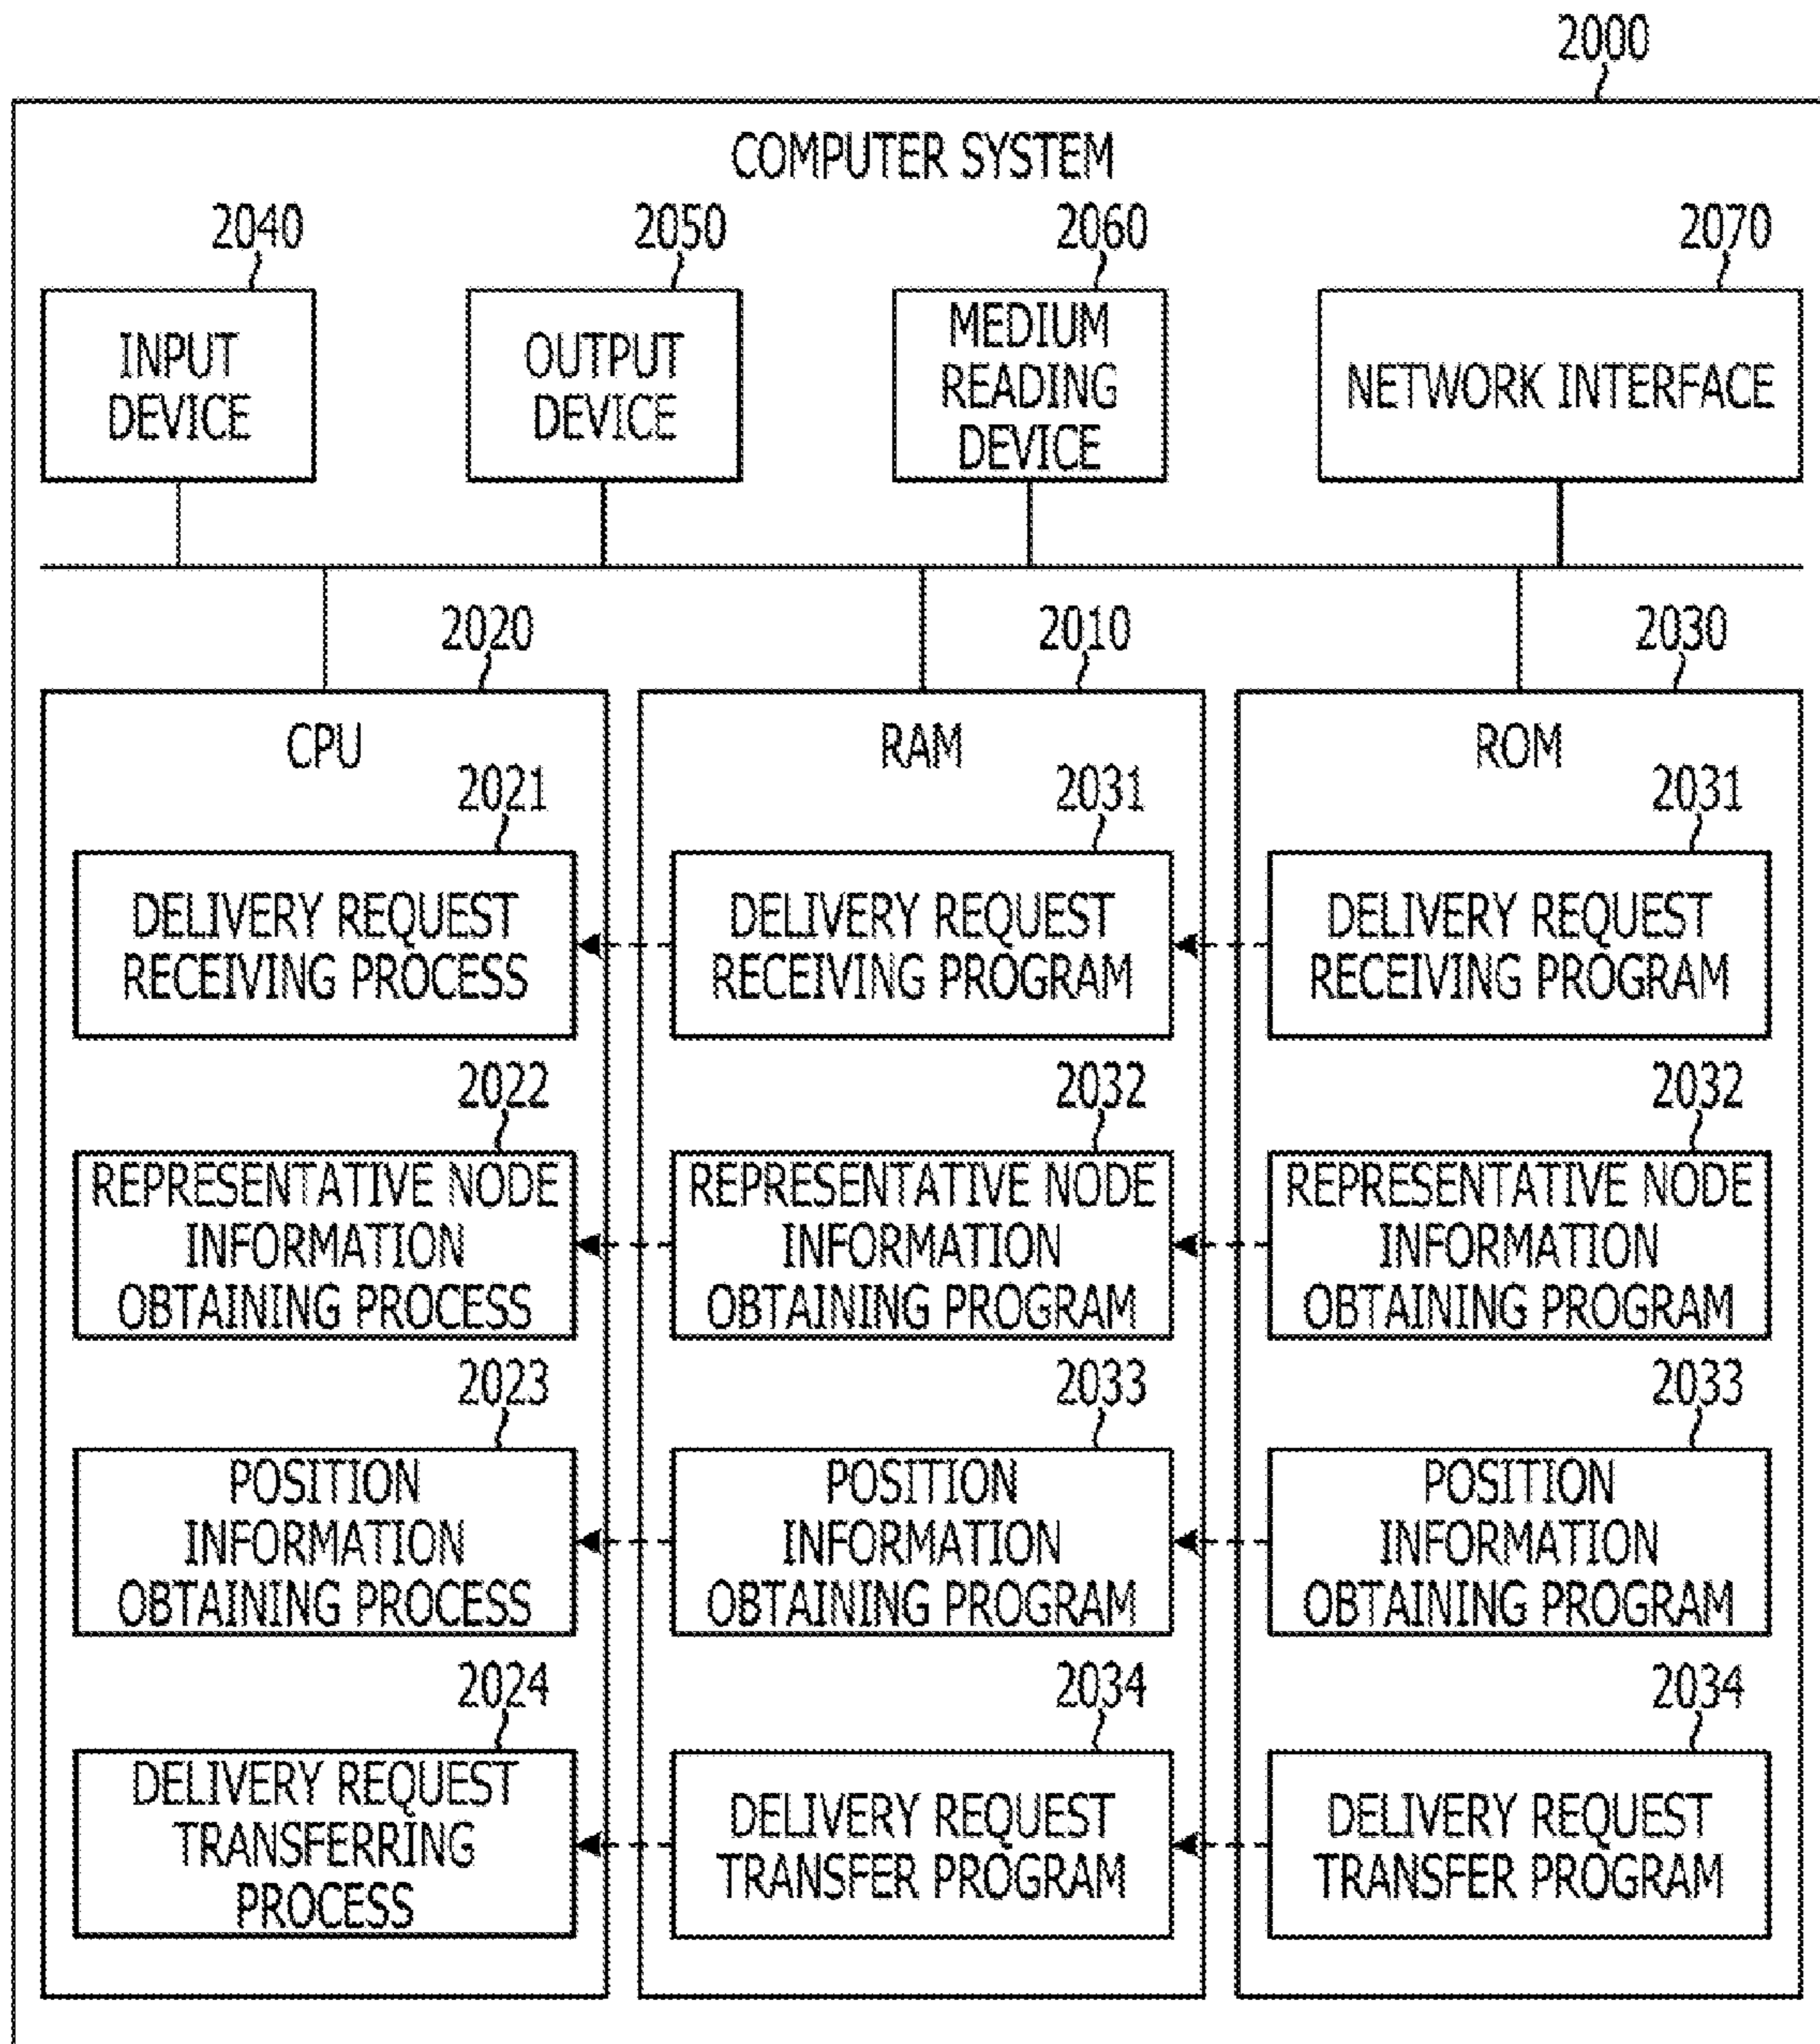 2000
COMPUTER SYSTEM
2040
2050
2060
2070
INPUT
DEVICE
OUTPUT
DEVICE
MEDIUM
READING
DEVICE
NETWORK INTERFACE
2020
2010
2030
CPU
RAM
ROM
2021
2031
2031
DELIVERY REQUEST
RECEIVING PROCESS
DELIVERY REQUEST
RECEIVING PROGRAM
DELIVERY REQUEST
RECEIVING PROGRAM
2022
2032
2032
REPRESENTATIVE NODE
INFORMATION
OBTAINING PROCESS
REPRESENTATIVE NODE
INFORMATION
OBTAINING PROGRAM
REPRESENTATIVE NODE
INFORMATION
OBTAINING PROGRAM
2023
2033
2033
POSITION
INFORMATION
OBTAINING PROCESS
POSITION
INFORMATION
OBTAINING PROGRAM
POSITION
INFORMATION
OBTAINING PROGRAM
2024
2034
2034
DELIVERY REQUEST
TRANSFERRING
PROCESS
DELIVERY REQUEST
TRANSFER PROGRAM
DELIVERY REQUEST
TRANSFER PROGRAM